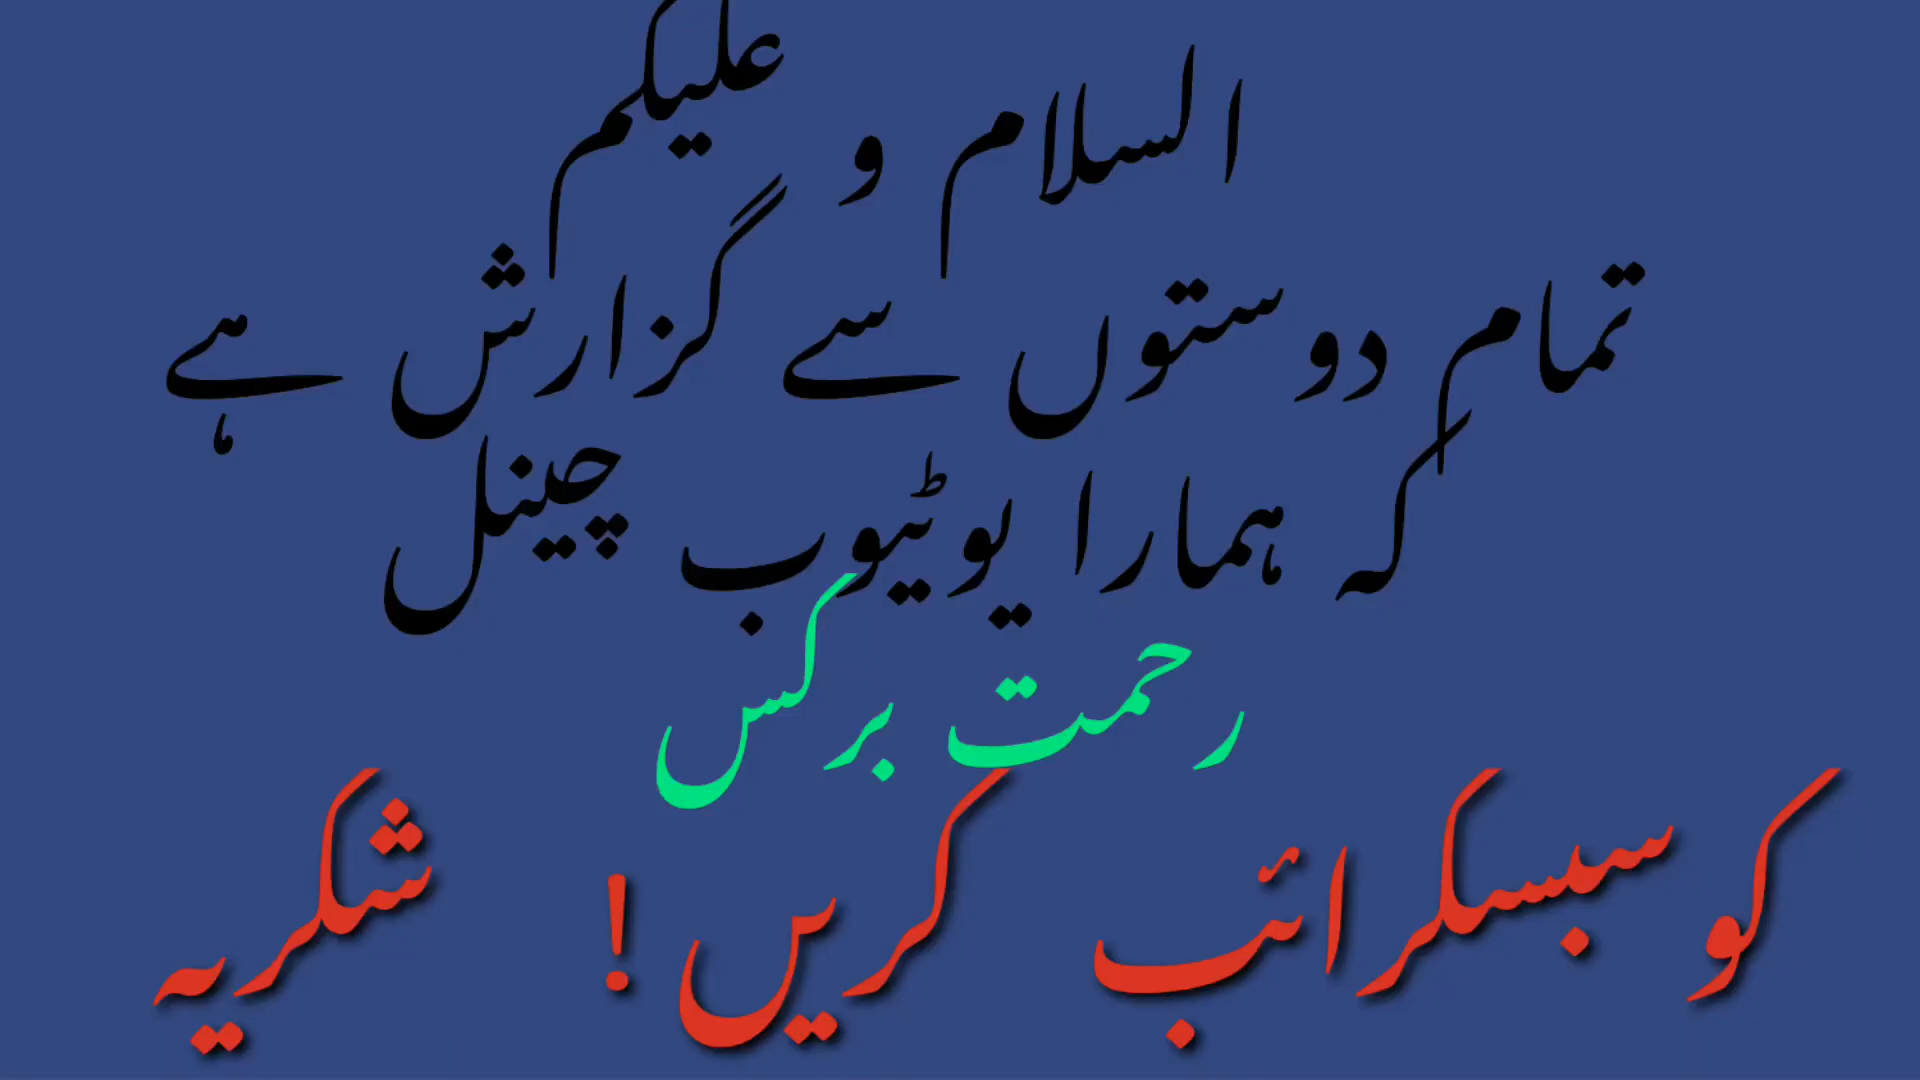 السلام و علیکم
تمام دوستوں سے گزارش ہے
کہ ہمارا یوٹیوب چینل
رحمت برکس
کو سبسکرائب کریں! شکریہ